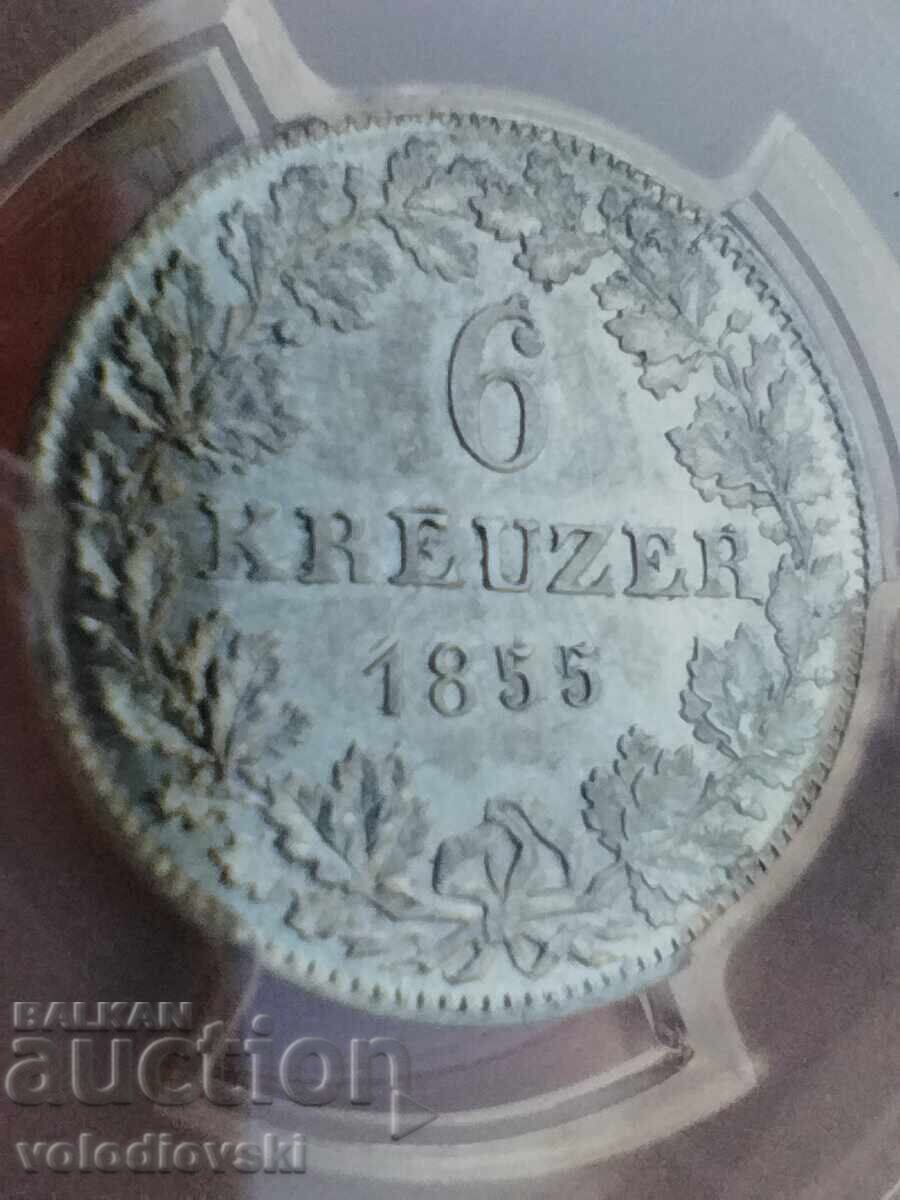 6
KREUZER
1855
BALKAN
auction
volodiovski